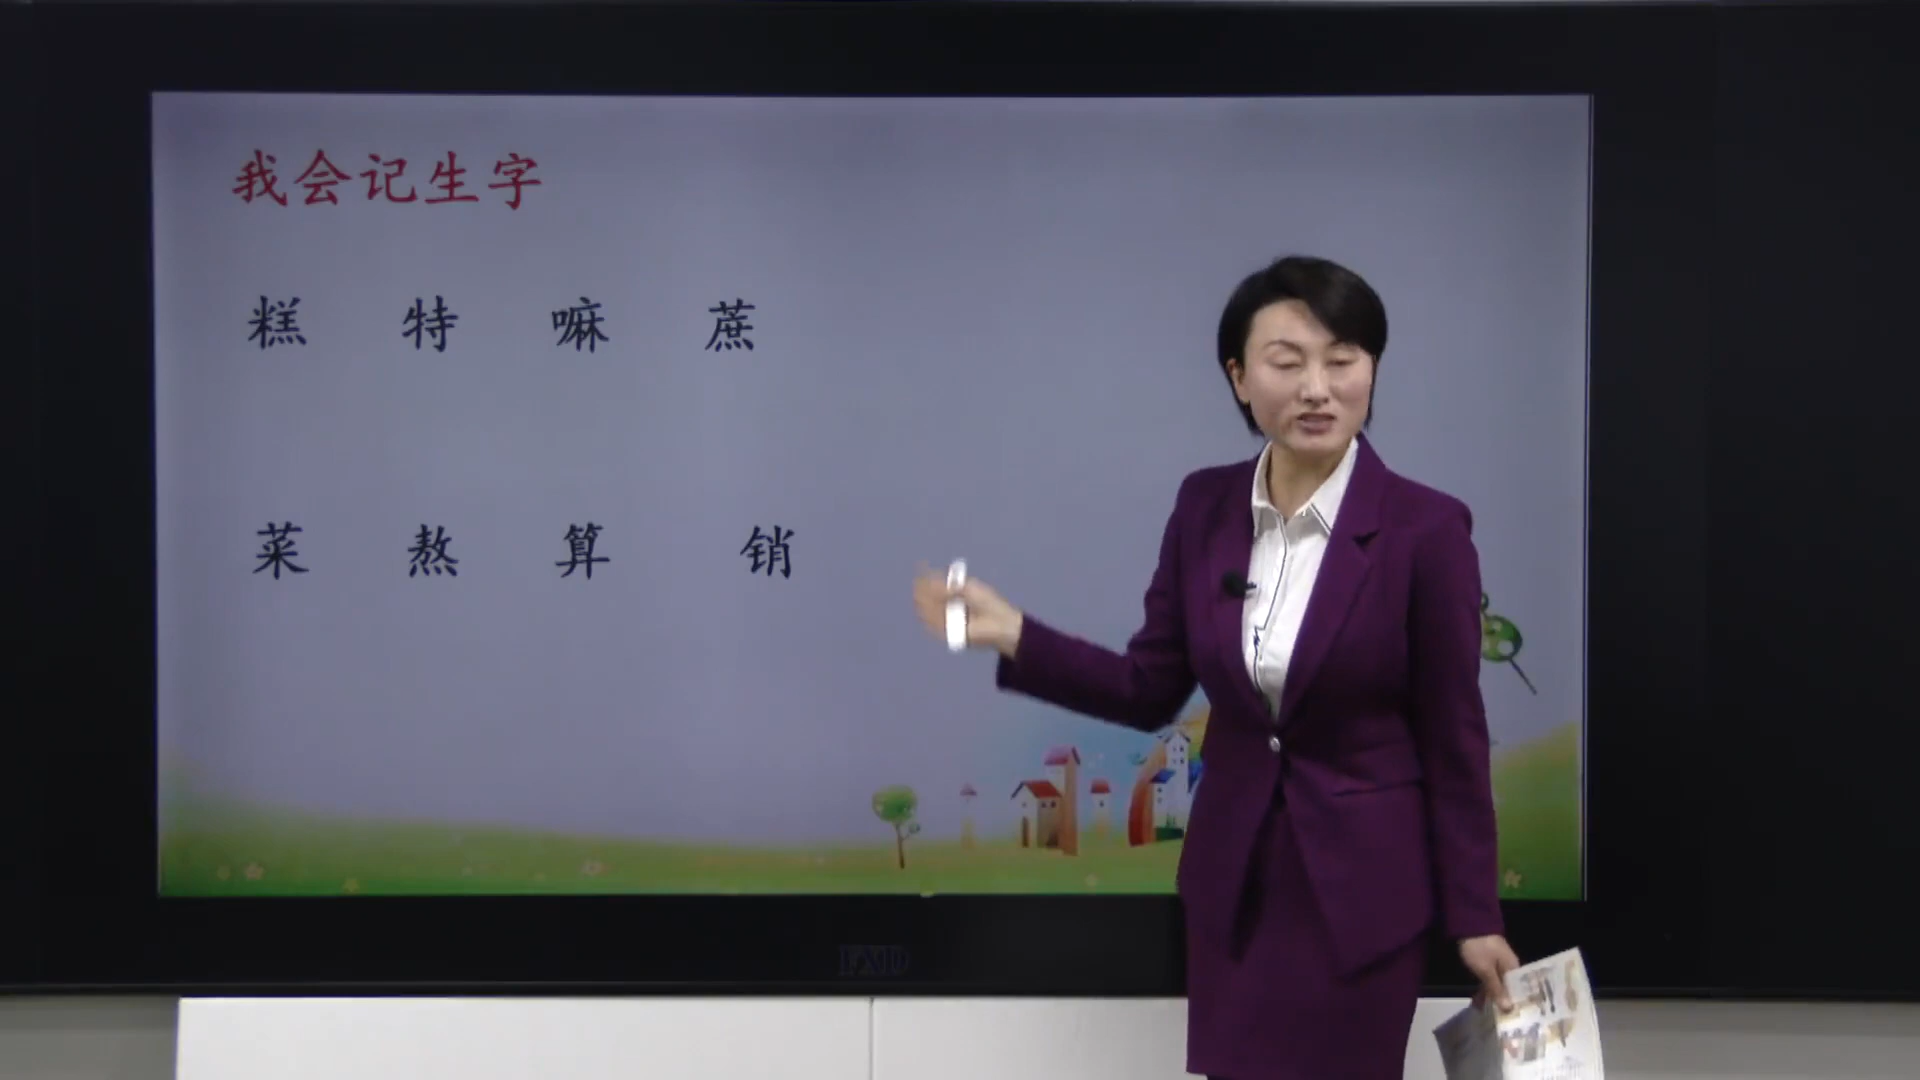 我会记生字
糕 特 嘛 蔗
菜 熬 算 销